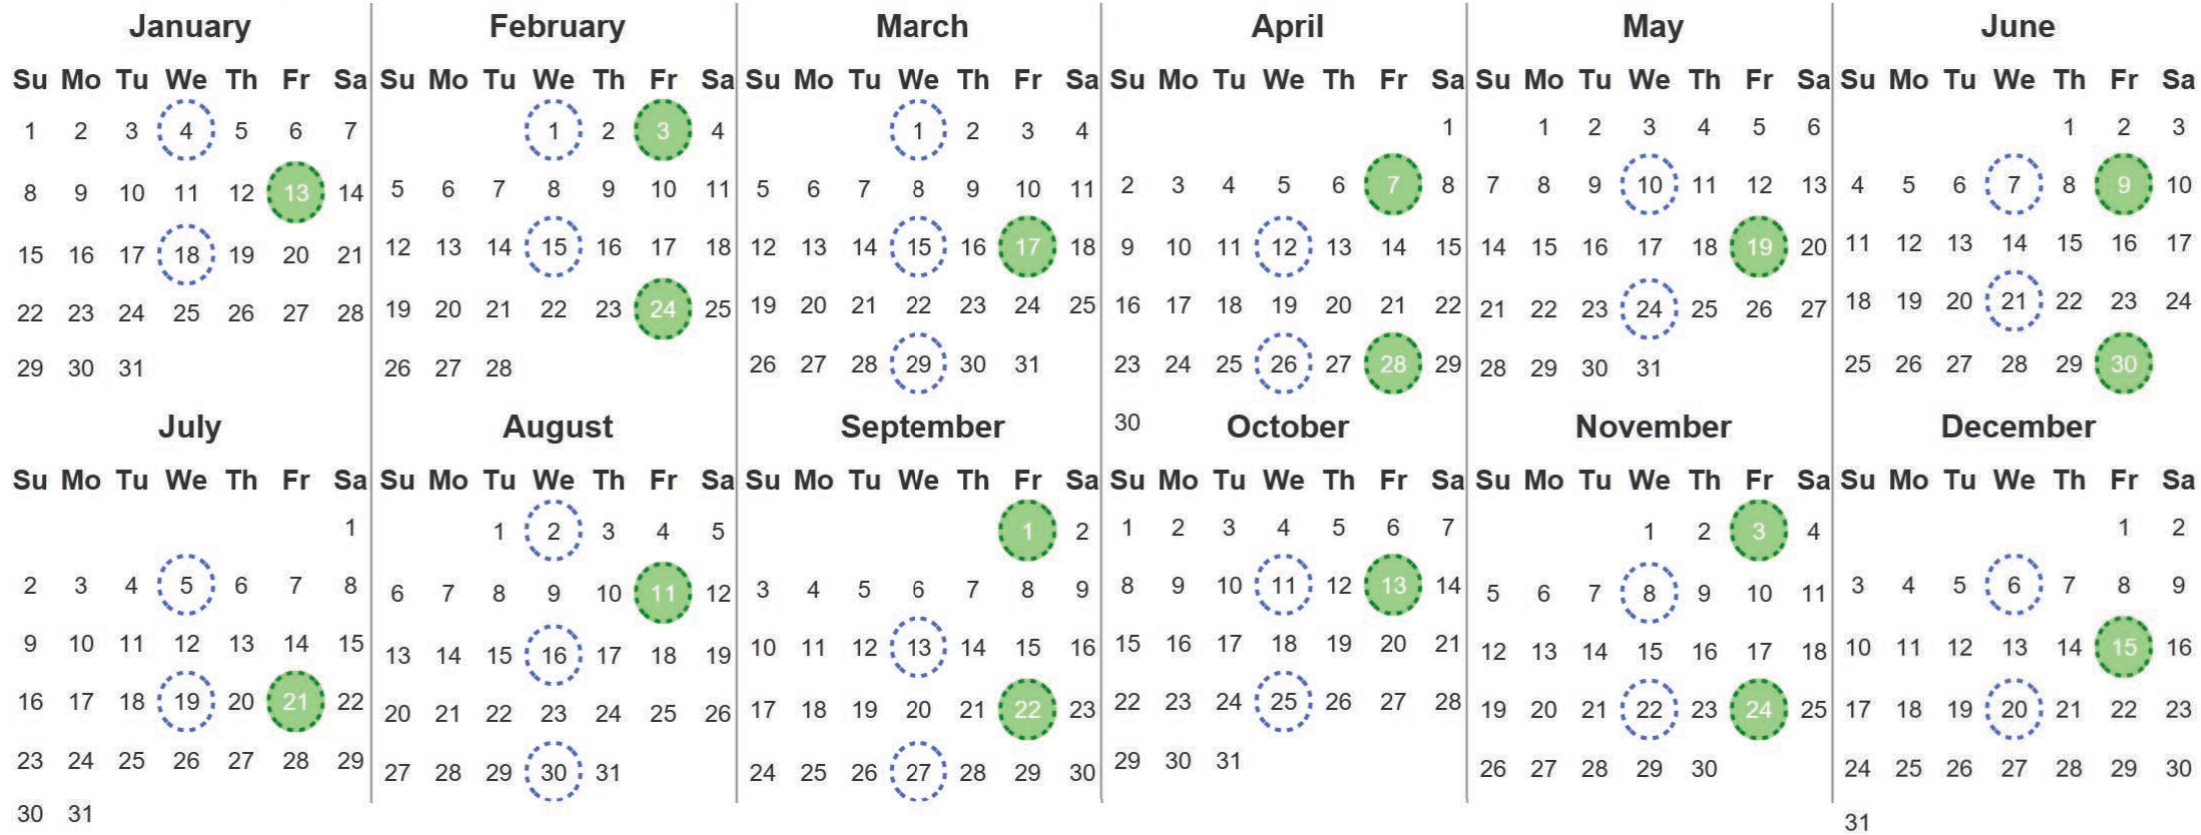 January February March April May June
Su Mo Tu We Th Fr Sa Su Mo Tu We Th Fr Sa Su Mo Tu We Th Fr Sa Su Mo Tu We Th Fr Sa Su Mo Tu We Th Fr Sa Su Mo Tu We Th Fr Sa
1 2 3 4 5 6 7 1 2 3 4 1 2 3 4 1 1 2 3 4 5 6 1 2 3
8 9 10 11 12 13 14 5 6 7 8 9 10 11 5 6 7 8 9 10 11 2 3 4 5 6 7 8 7 8 9 10 11 12 13 4 5 6 7 8 9 10
15 16 17 18 19 20 21 12 13 14 15 16 17 18 12 13 14 15 16 17 18 9 10 11 12 13 14 15 14 15 16 17 18 19 20 11 12 13 14 15 16 17
22 23 24 25 26 27 28 19 20 21 22 23 24 25 19 20 21 22 23 24 25 16 17 18 19 20 21 22 21 22 23 24 25 26 27 18 19 20 21 22 23 24
29 30 31 26 27 28 26 27 28 29 30 31 23 24 25 26 27 28 29 28 29 30 31 25 26 27 28 29 30
30
July August September October November December
Su Mo Tu We Th Fr Sa Su Mo Tu We Th Fr Sa Su Mo Tu We Th Fr Sa Su Mo Tu We Th Fr Sa Su Mo Tu We Th Fr Sa Su Mo Tu We Th Fr Sa
1 1 2 3 4 5 1 2 1 2 3 4 5 6 7 1 2 3 4 1 2
2 3 4 5 6 7 8 6 7 8 9 10 11 12 3 4 5 6 7 8 9 8 9 10 11 12 13 14 5 6 7 8 9 10 11 3 4 5 6 7 8 9
9 10 11 12 13 14 15 13 14 15 16 17 18 19 10 11 12 13 14 15 16 15 16 17 18 19 20 21 12 13 14 15 16 17 18 10 11 12 13 14 15 16
16 17 18 19 20 21 22 20 21 22 23 24 25 26 17 18 19 20 21 22 23 22 23 24 25 26 27 28 19 20 21 22 23 24 25 17 18 19 20 21 22 23
23 24 25 26 27 28 29 27 28 29 30 31 24 25 26 27 28 29 30 29 30 31 26 27 28 29 30 24 25 26 27 28 29 30
30 31 31